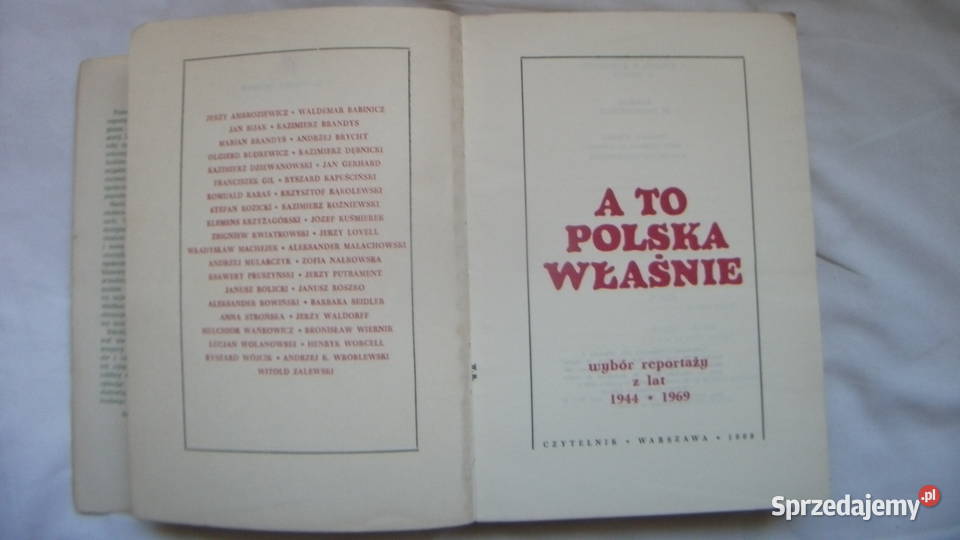 JERZY AMBROZIEWICZ • WALDEMAR BABINICZ
JAN BIJAK • KAZIMIERZ BRANDYS
MARIAN BRANDYS • ANDRZEJ BRYCHT
OLGIERD BUDREWICZ • KAZIMIERZ DĘBNICKI
KAZIMIERZ DZIEWANOWSKI • JAN GERHARD
FRANCISZEK GIL • RYSZARD KAPUŚCIŃSKI
ROMUALD KARAŚ • KRZYSZTOF KĄKOLEWSKI
STEFAN KOZICKI • KAZIMIERZ KOŹNIEWSKI
KLEMENS KRZYŻAGÓRSKI • JÓZEF KUŚMIEREK
ZBIGNIEW KWIATKOWSKI • JERZY LOVELL
WŁADYSŁAW MACHEJEK • ALEKSANDER MAŁACHOWSKI
ANDRZEJ MULARCZYK • ZOFIA NAŁKOWSKA
KSAWERY PRUSZYŃSKI • JERZY PUTRAMENT
JANUSZ ROLICKI • JANUSZ ROSZKO
ALEKSANDER ROWIŃSKI • BARBARA SEIDLER
ANNA STROŃSKA • JERZY WALDORFF
MELCHIOR WAŃKOWICZ • BRONISŁAW WIERNIK
LUCJAN WOLANOWSKI • HENRYK WORCELL
RYSZARD WÓJCIK • ANDRZEJ K. WRÓBLEWSKI
WITOLD ZALEWSKI
A TO
POLSKA
WŁAŚNIE
wybór reportaży
z lat
1944 • 1969
CZYTELNIK • WARSZAWA • 1969
Sprzedajemy.pl